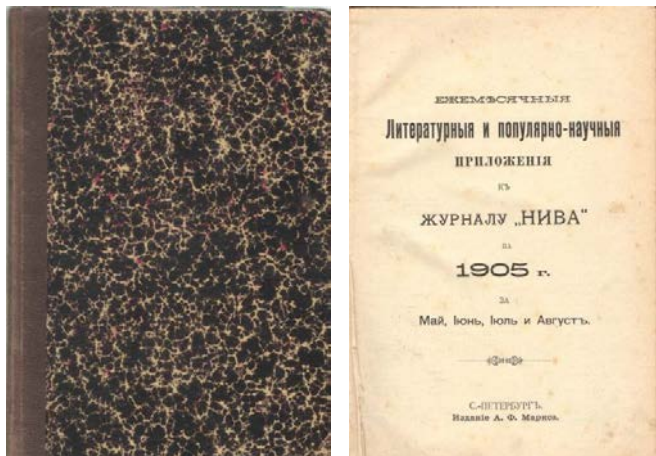 ЕЖЕМѢСЯЧНЫЯ
Литературныя и популярно-научныя
ПРИЛОЖЕНІЯ
КЪ
ЖУРНАЛУ „НИВА“
НА
1905 г.
ЗА
Май, Іюнь, Іюль и Августъ.
С.-ПЕТЕРБУРГЪ.
Изданіе А. Ф. Маркса.